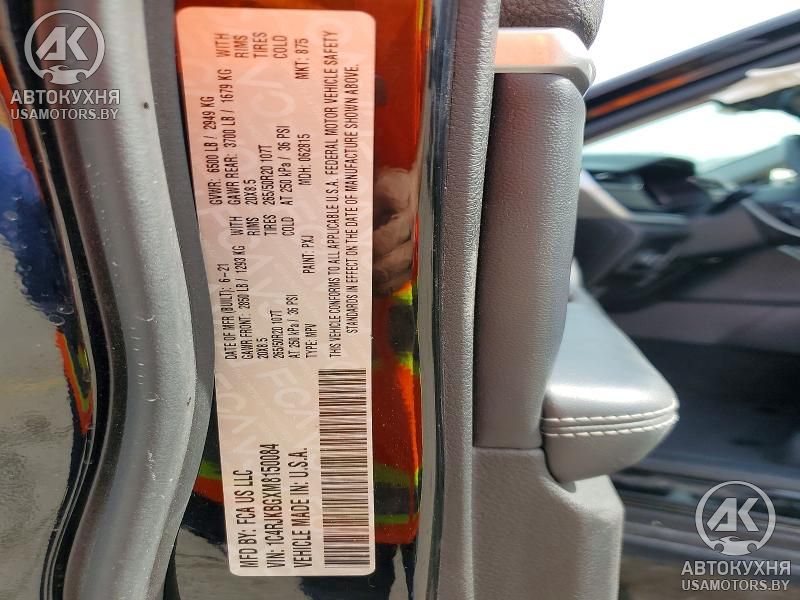 MFD BY: FCA US LLC
DATE OF MFR (BUILT): 6-21
GVWR: 6500 LB / 2949 KG
GAWR FRONT: 2850 LB / 1293 KG WITH
20X8.5 RIMS
265/50R20 107T TIRES
AT 250 kPa / 36 PSI COLD
GAWR REAR: 3700 LB / 1679 KG WITH
20X8.5 RIMS
265/50R20 107T TIRES
AT 250 kPa / 36 PSI COLD
VIN: 1C4RJKBGXM8150084
TYPE: MPV PAINT: PXJ MDH: 062815 MKT: 875
VEHICLE MADE IN: U.S.A.
THIS VEHICLE CONFORMS TO ALL APPLICABLE U.S.A. FEDERAL MOTOR VEHICLE SAFETY
STANDARDS IN EFFECT ON THE DATE OF MANUFACTURE SHOWN ABOVE.
AK
АВТОКУХНЯ
USAMOTORS.BY
AK
АВТОКУХНЯ
USAMOTORS.BY